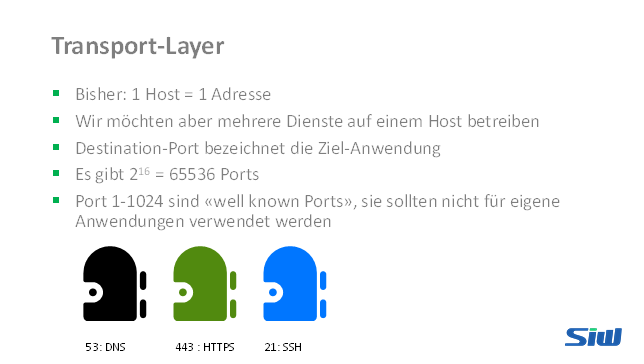 Transport-Layer
Bisher: 1 Host = 1 Adresse
Wir möchten aber mehrere Dienste auf einem Host betreiben
Destination-Port bezeichnet die Ziel-Anwendung
Es gibt 2¹⁶ = 65536 Ports
Port 1-1024 sind «well known Ports», sie sollten nicht für eigene
Anwendungen verwendet werden
53: DNS 443 : HTTPS 21: SSH
SiW